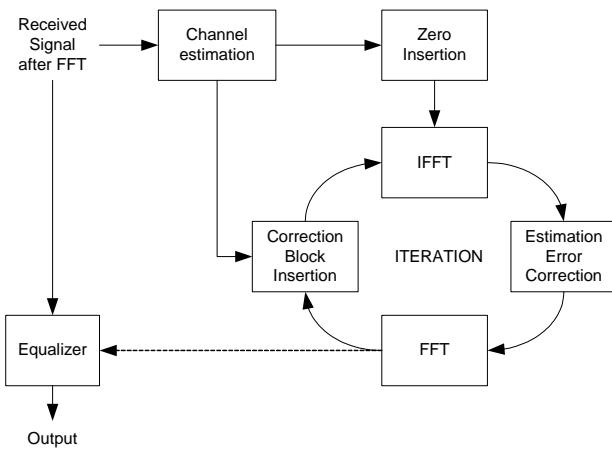 Received
Signal
after FFT
Channel
estimation
Zero
Insertion
IFFT
Correction
Block
Insertion
ITERATION
Estimation
Error
Correction
Equalizer
FFT
Output